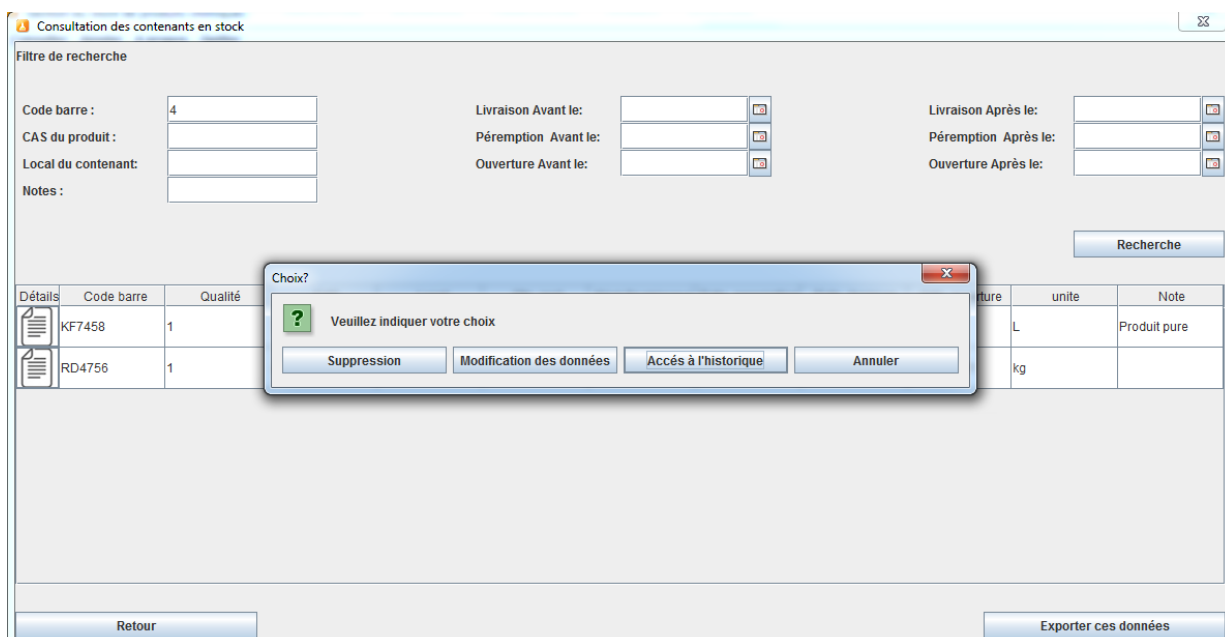 Consultation des contenants en stock
Filtre de recherche
Code barre : 4 Livraison Avant le: Livraison Après le:
CAS du produit : Péremption Avant le: Péremption Après le:
Local du contenant: Ouverture Avant le: Ouverture Après le:
Notes :
Recherche
Choix?
Détails Code barre Qualité unite Note
Veuillez indiquer votre choix
KF7458 1 L Produit pure
Suppression Modification des données Accés à l'historique Annuler
RD4756 1 kg
Retour Exporter ces données